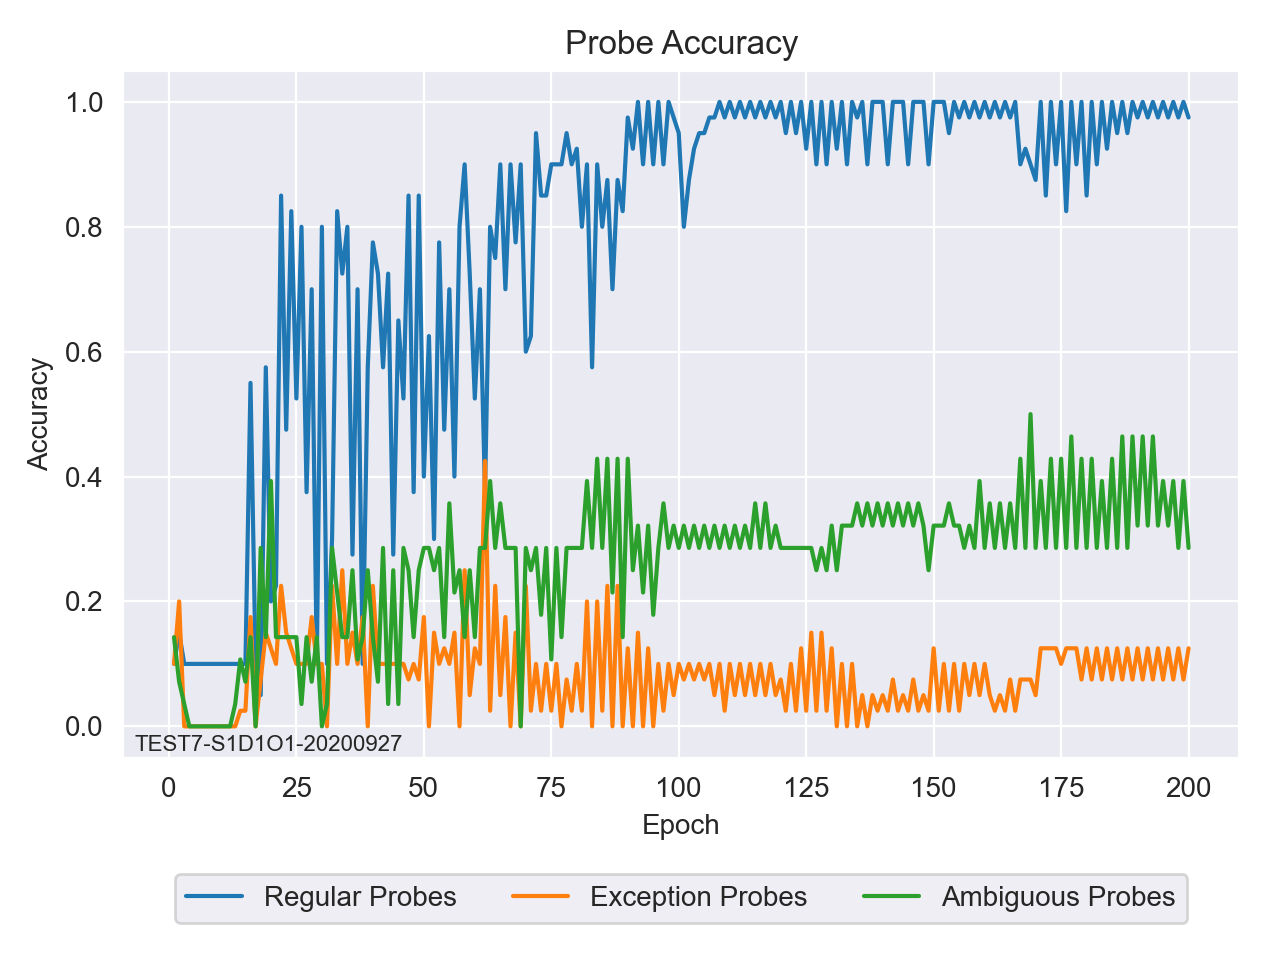 Probe Accuracy
1.0
0.8
0.6
0.4
0.2
0.0
Accuracy
TEST7-S1D1O1-20200927
0 25 50 75 100 125 150 175 200
Epoch
Regular Probes Exception Probes Ambiguous Probes